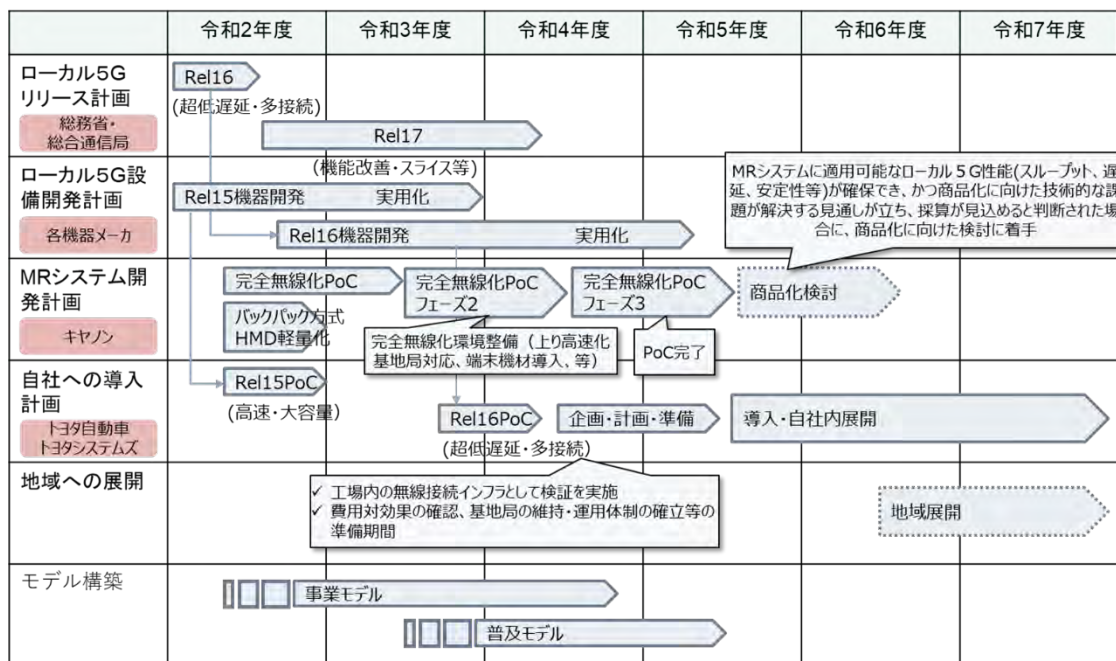 令和2年度
令和3年度
令和4年度
令和5年度
令和6年度
令和7年度
ローカル5G
リリース計画
総務省・
総合通信局
Rel16
(超低遅延・多接続)
Rel17
(機能改善・スライス等)
ローカル5G設
備開発計画
各機器メーカ
Rel15機器開発 実用化
Rel16機器開発 実用化
MRシステムに適用可能なローカル5G性能(スループット、遅
延、安定性等)が確保でき、かつ商品化に向けた技術的な課
題が解決する見通しが立ち、採算が見込めると判断された場
合に、商品化に向けた検討に着手
MRシステム開
発計画
キヤノン
完全無線化PoC
バックパック方式
HMD軽量化
完全無線化PoC
フェーズ2
完全無線化PoC
フェーズ3
商品化検討
完全無線化環境整備(上り高速化
基地局対応、端末機材導入、等)
PoC完了
自社への導入
計画
トヨタ自動車
トヨタシステムズ
Rel15PoC
(高速・大容量)
Rel16PoC
(超低遅延・多接続)
企画・計画・準備
導入・自社内展開
地域への展開
✓ 工場内の無線接続インフラとして検証を実施
✓ 費用対効果の確認、基地局の維持・運用体制の確立等の
準備期間
地域展開
モデル構築
事業モデル
普及モデル